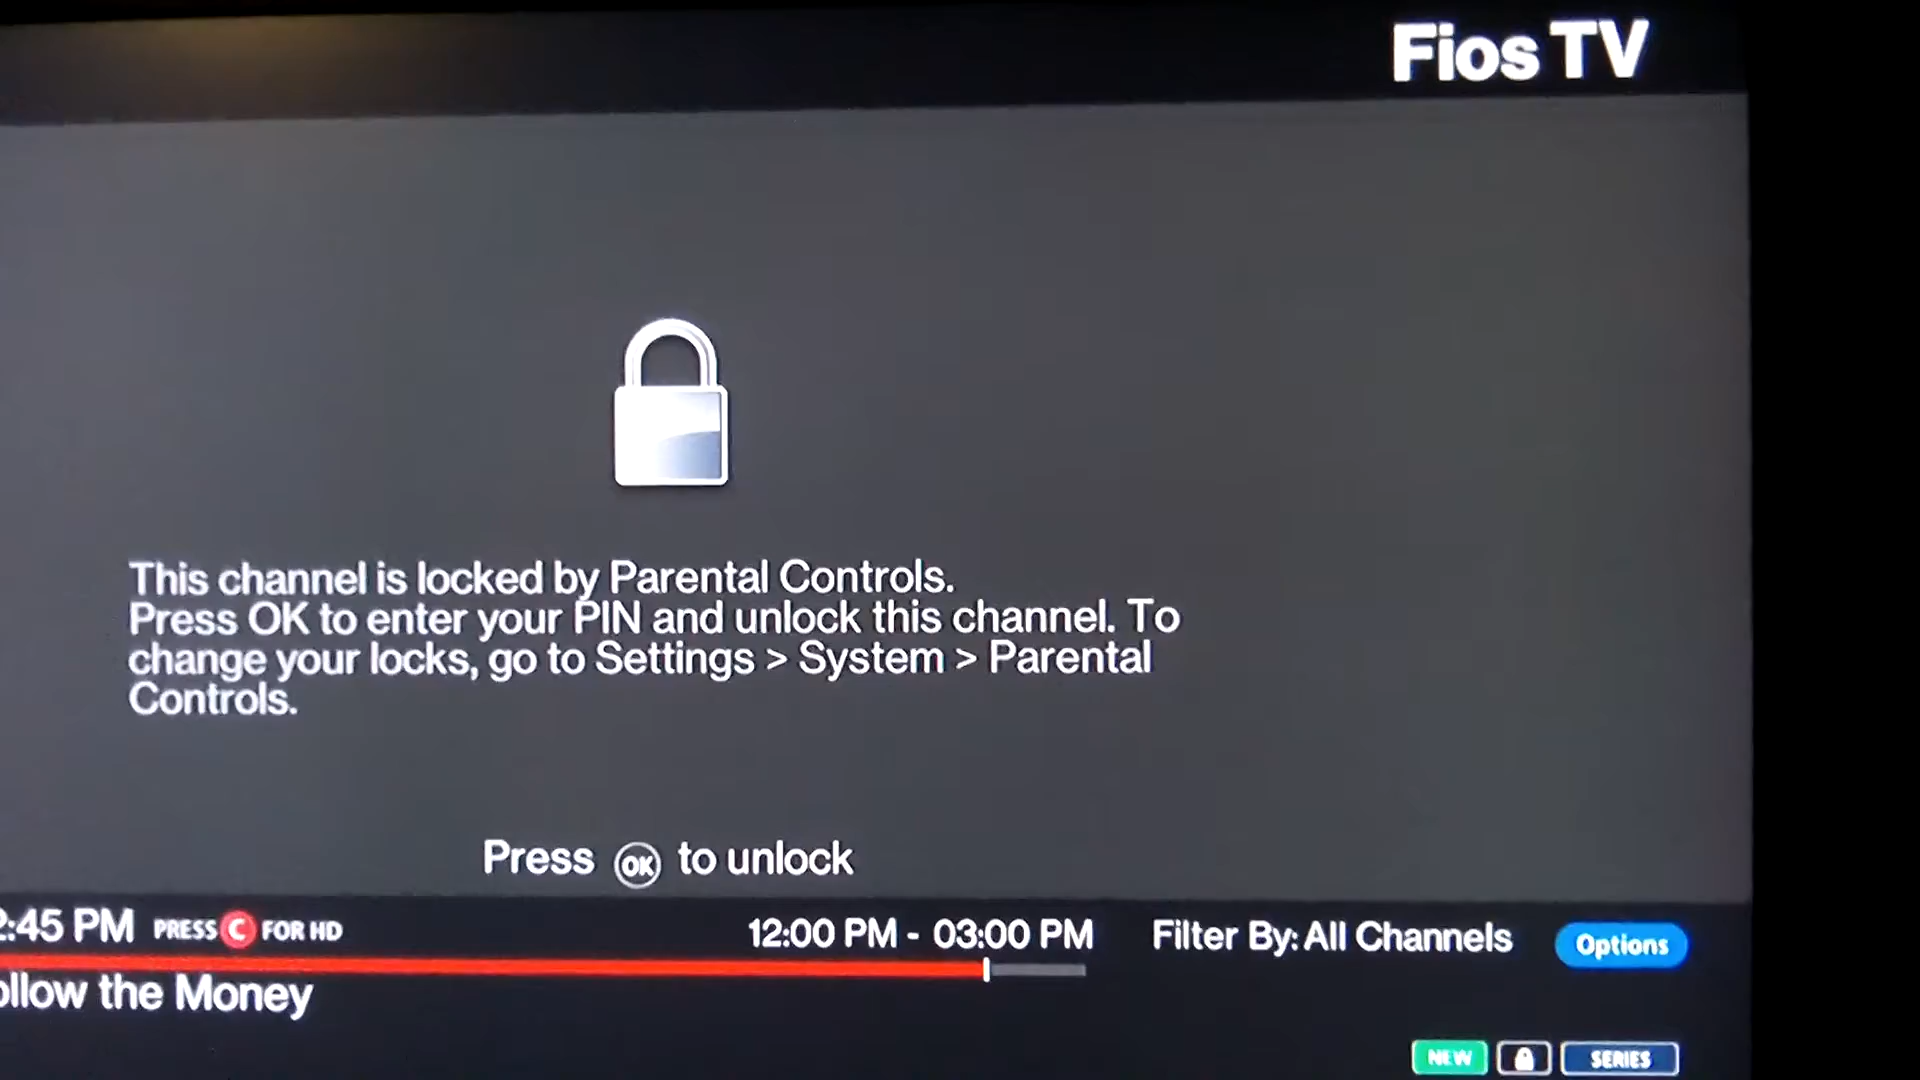 Fios TV
This channel is locked by Parental Controls.
Press OK to enter your PIN and unlock this channel. To
change your locks, go to Settings > System > Parental
Controls.
Press OK to unlock
2:45 PM PRESS C FOR HD 12:00 PM - 03:00 PM Filter By: All Channels Options
ollow the Money
NEW SERIES